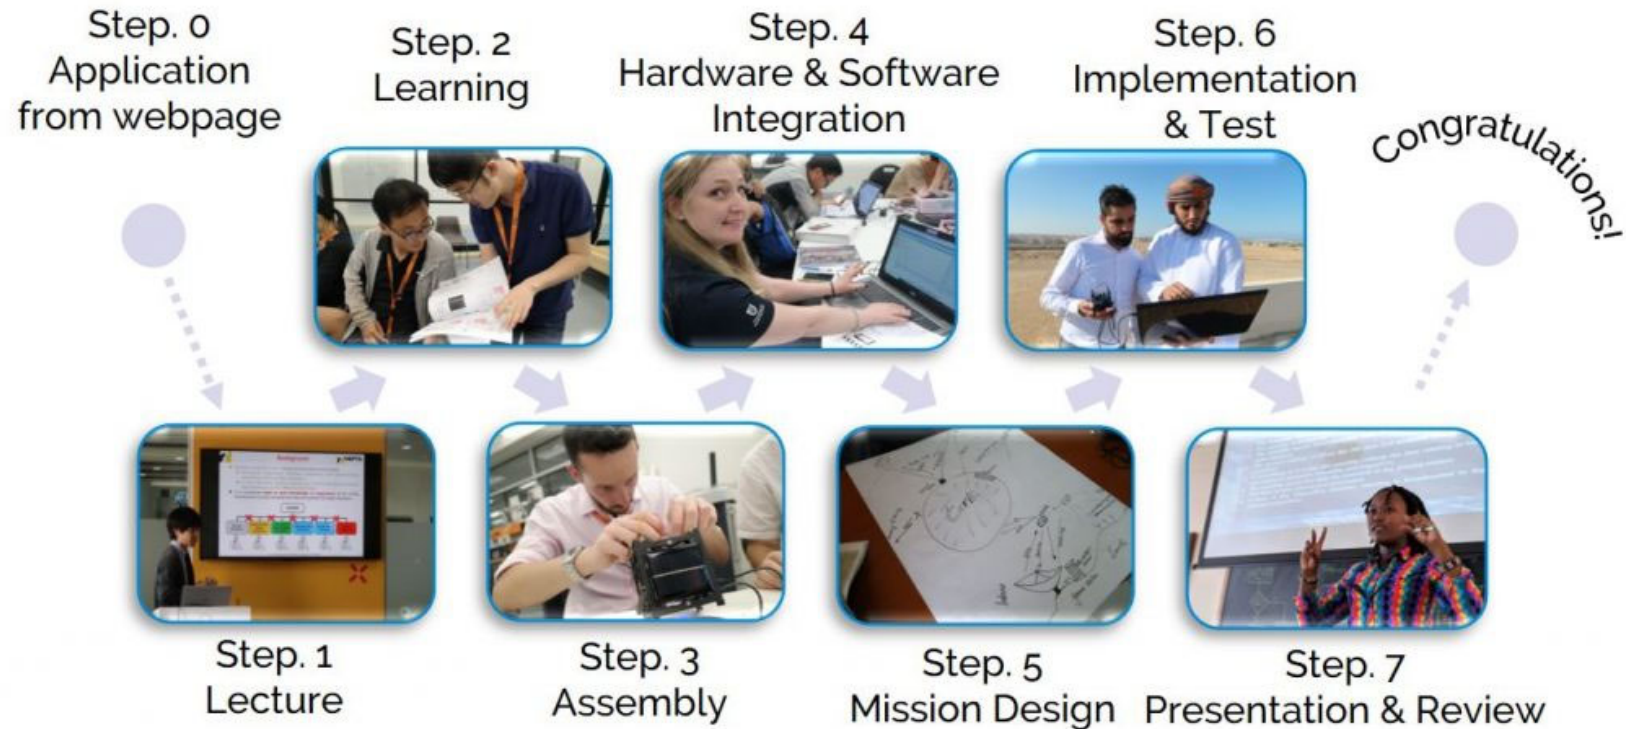 Step. 0
Application
from webpage
Step. 1
Lecture
Step. 2
Learning
Step. 3
Assembly
Step. 4
Hardware & Software
Integration
Step. 5
Mission Design
Step. 6
Implementation
& Test
Step. 7
Presentation & Review
Congratulations!
Background